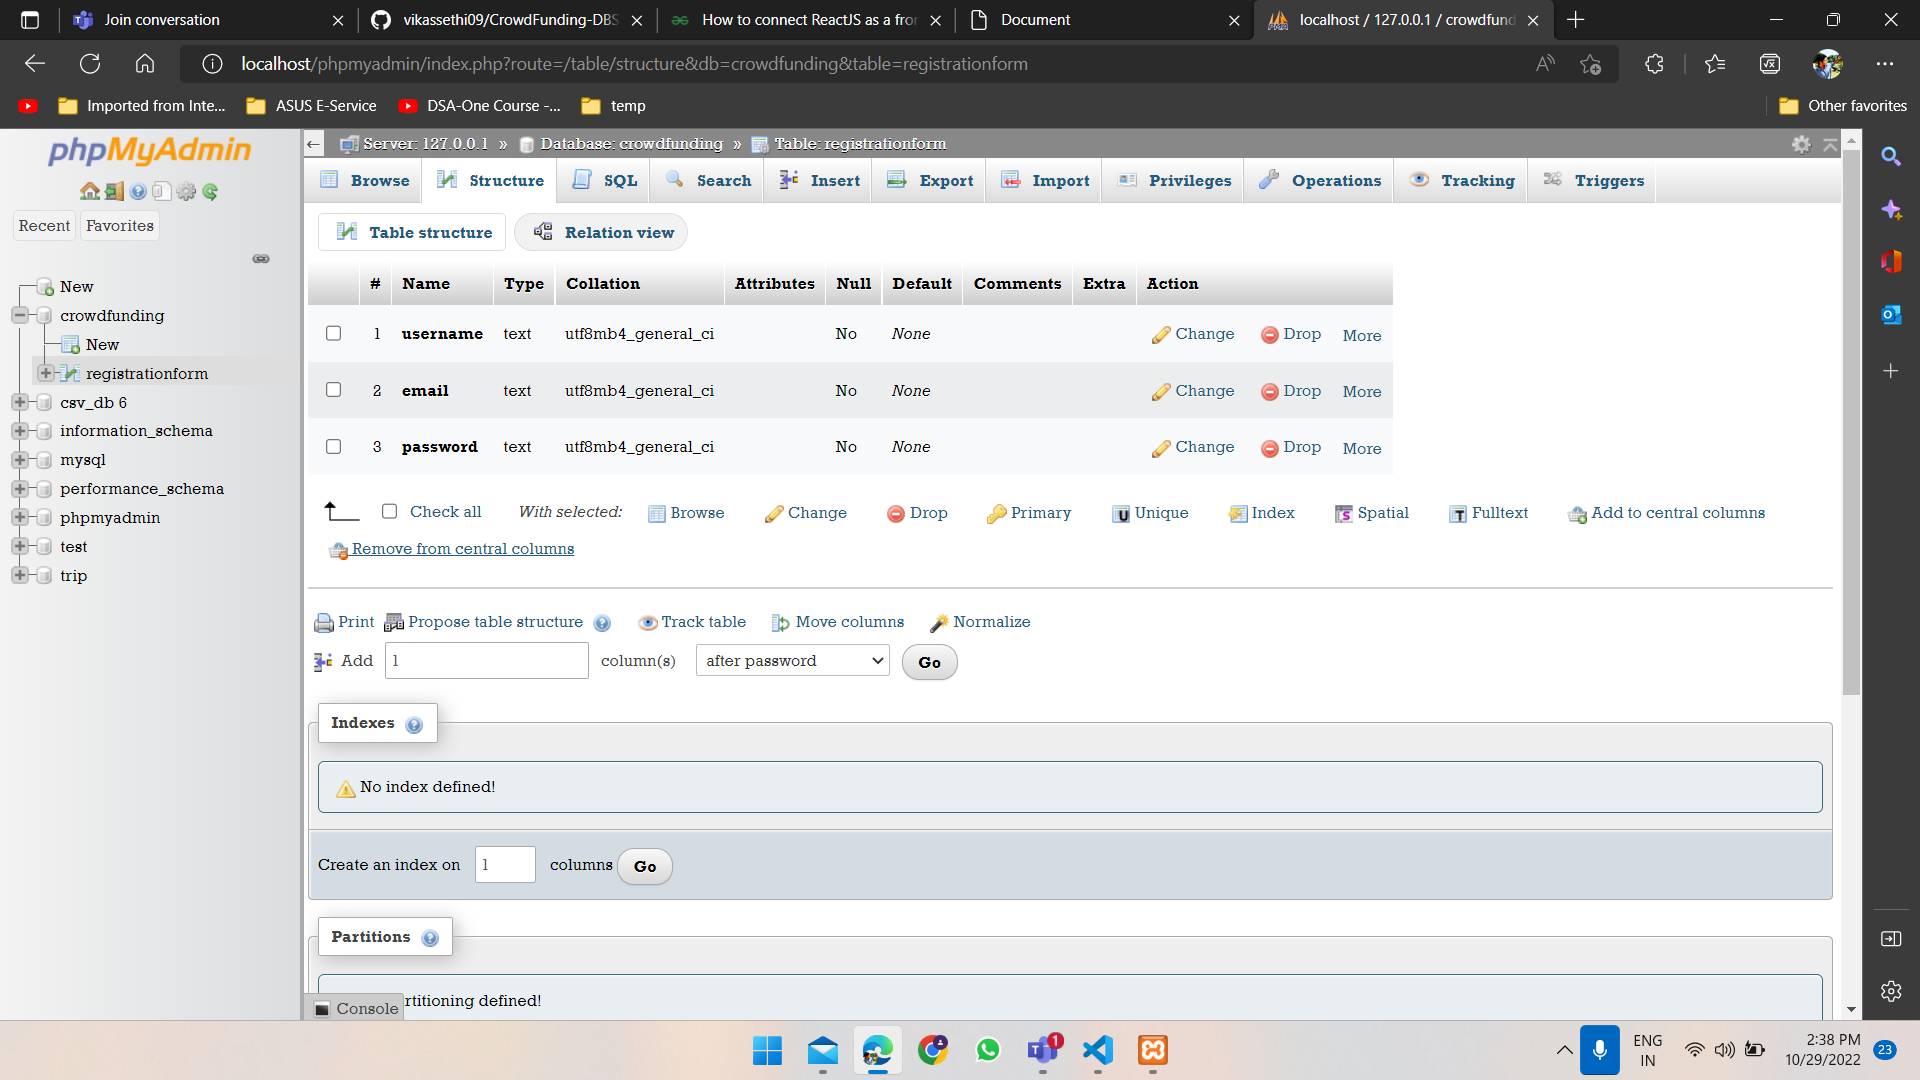 Join conversation
vikassethi09/CrowdFunding-DBS
How to connect ReactJS as a fro
Document
localhost / 127.0.0.1 / crowdfund
localhost/phpmyadmin/index.php?route=/table/structure&db=crowdfunding&table=registrationform
Imported from Inte...
ASUS E-Service
DSA-One Course -...
temp
Other favorites
phpMyAdmin
Recent
Favorites
New
crowdfunding
New
registrationform
csv_db 6
information_schema
mysql
performance_schema
phpmyadmin
test
trip
Server: 127.0.0.1 » Database: crowdfunding » Table: registrationform
Browse Structure SQL Search Insert Export Import Privileges Operations Tracking Triggers
Table structure Relation view
# Name Type Collation Attributes Null Default Comments Extra Action
1 username text utf8mb4_general_ci No None Change Drop More
2 email text utf8mb4_general_ci No None Change Drop More
3 password text utf8mb4_general_ci No None Change Drop More
Check all With selected: Browse Change Drop Primary Unique Index Spatial Fulltext Add to central columns
Remove from central columns
Print Propose table structure Track table Move columns Normalize
Add 1 column(s) after password Go
Indexes
No index defined!
Create an index on 1 columns Go
Partitions
rtitioning defined!
Console
1
ENG
IN
2:38 PM
10/29/2022
23